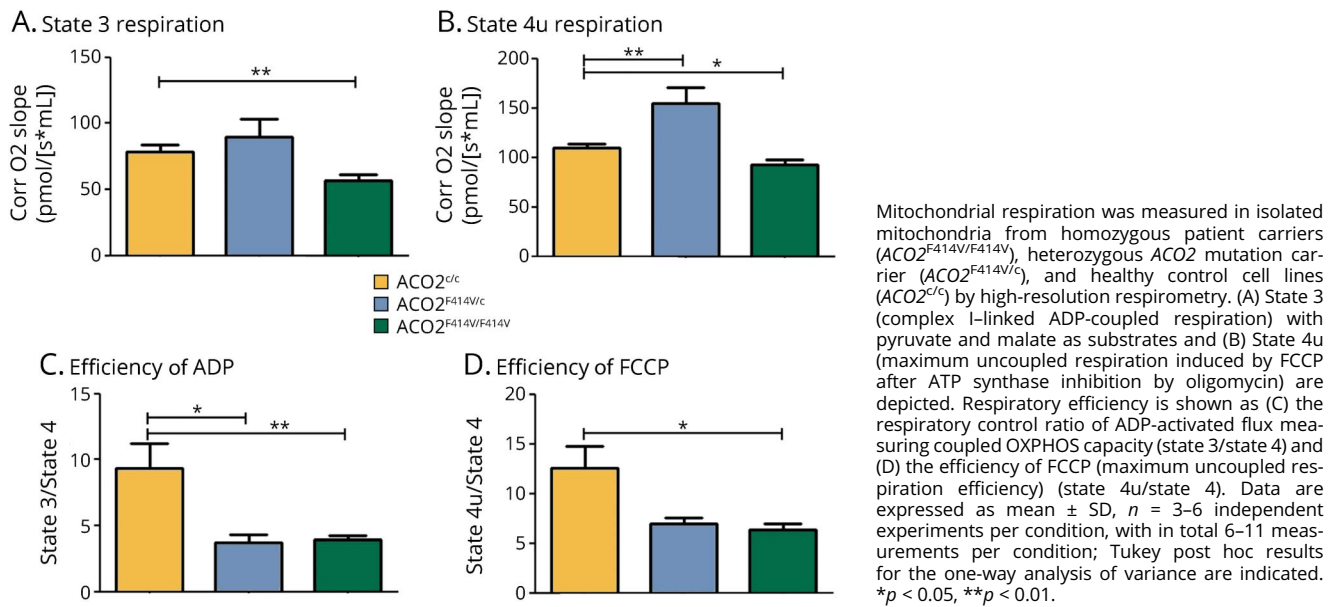 A. State 3 respiration
Corr O2 slope
(pmol/[s*mL])
150
100
50
0
**
B. State 4u respiration
Corr O2 slope
(pmol/[s*mL])
200
150
100
50
0
**
*
ACO2c/c
ACO2F414V/c
ACO2F414V/F414V
C. Efficiency of ADP
State 3/State 4
15
10
5
0
*
**
D. Efficiency of FCCP
State 4u/State 4
20
15
10
5
0
*
Mitochondrial respiration was measured in isolated
mitochondria from homozygous patient carriers
(ACO2F414V/F414V), heterozygous ACO2 mutation car-
rier (ACO2F414V/c), and healthy control cell lines
(ACO2c/c) by high-resolution respirometry. (A) State 3
(complex I–linked ADP-coupled respiration) with
pyruvate and malate as substrates and (B) State 4u
(maximum uncoupled respiration induced by FCCP
after ATP synthase inhibition by oligomycin) are
depicted. Respiratory efficiency is shown as (C) the
respiratory control ratio of ADP-activated flux mea-
suring coupled OXPHOS capacity (state 3/state 4) and
(D) the efficiency of FCCP (maximum uncoupled res-
piration efficiency) (state 4u/state 4). Data are
expressed as mean ± SD, n = 3–6 independent
experiments per condition, with in total 6–11 meas-
urements per condition; Tukey post hoc results
for the one-way analysis of variance are indicated.
*p < 0.05, **p < 0.01.